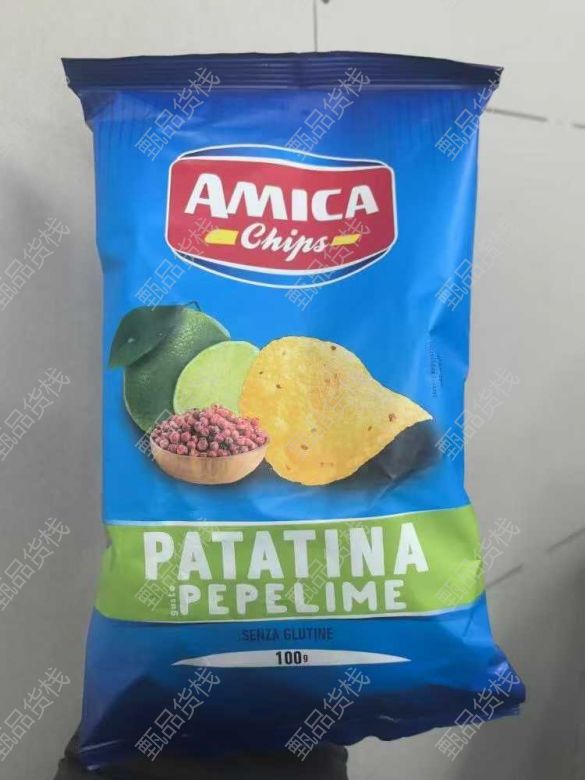 AMICA
Chips
PATATINA
gusto PEPELIME
SENZA GLUTINE
100g
甄品货栈